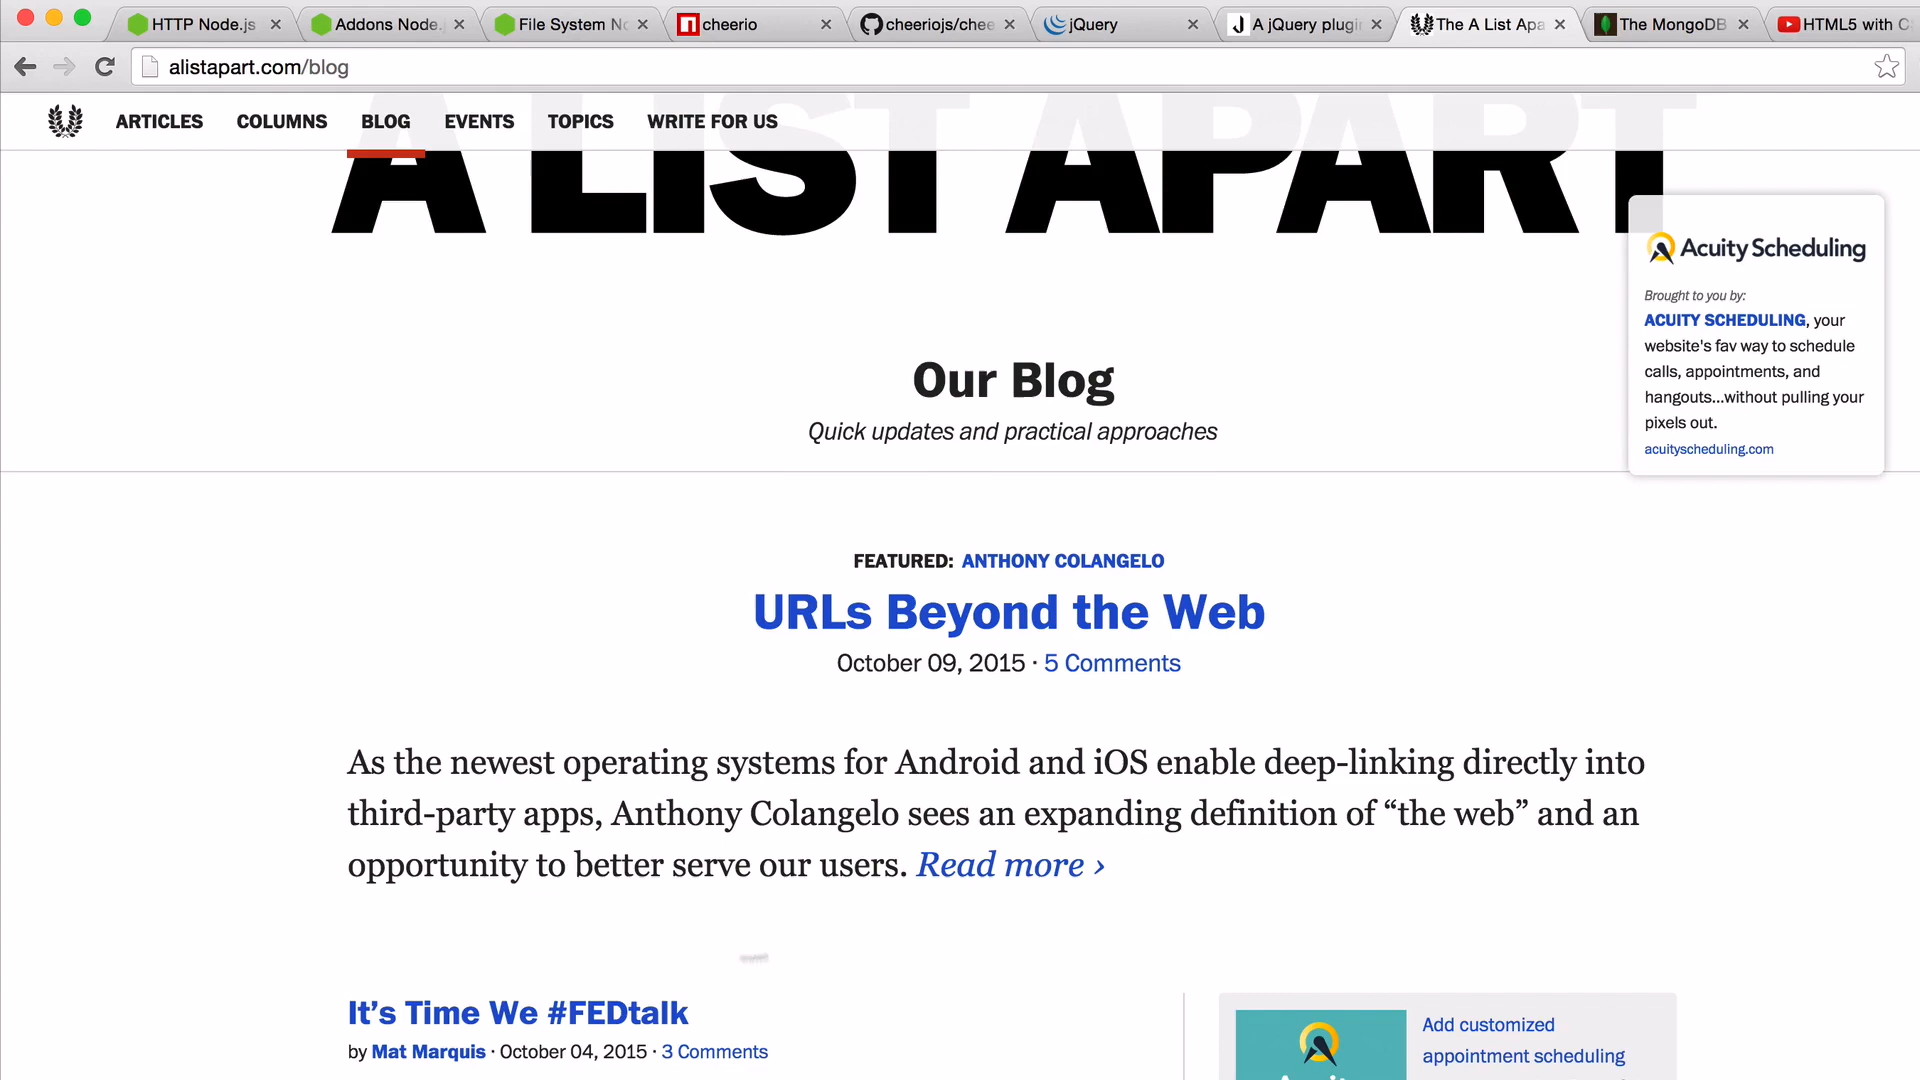 HTTP Node.js
Addons Node.
File System No
cheerio
cheeriojs/chee
jQuery
A jQuery plugin
The A List Apa
The MongoDB
HTML5 with C
alistapart.com/blog
ARTICLES COLUMNS BLOG EVENTS TOPICS WRITE FOR US
A LIST APART
Acuity Scheduling
Brought to you by:
ACUITY SCHEDULING, your
website's fav way to schedule
calls, appointments, and
hangouts...without pulling your
pixels out.
acuityscheduling.com
Our Blog
Quick updates and practical approaches
FEATURED: ANTHONY COLANGELO
URLs Beyond the Web
October 09, 2015 · 5 Comments
As the newest operating systems for Android and iOS enable deep-linking directly into
third-party apps, Anthony Colangelo sees an expanding definition of “the web” and an
opportunity to better serve our users. Read more ›
It’s Time We #FEDtalk
by Mat Marquis · October 04, 2015 · 3 Comments
Add customized
appointment scheduling